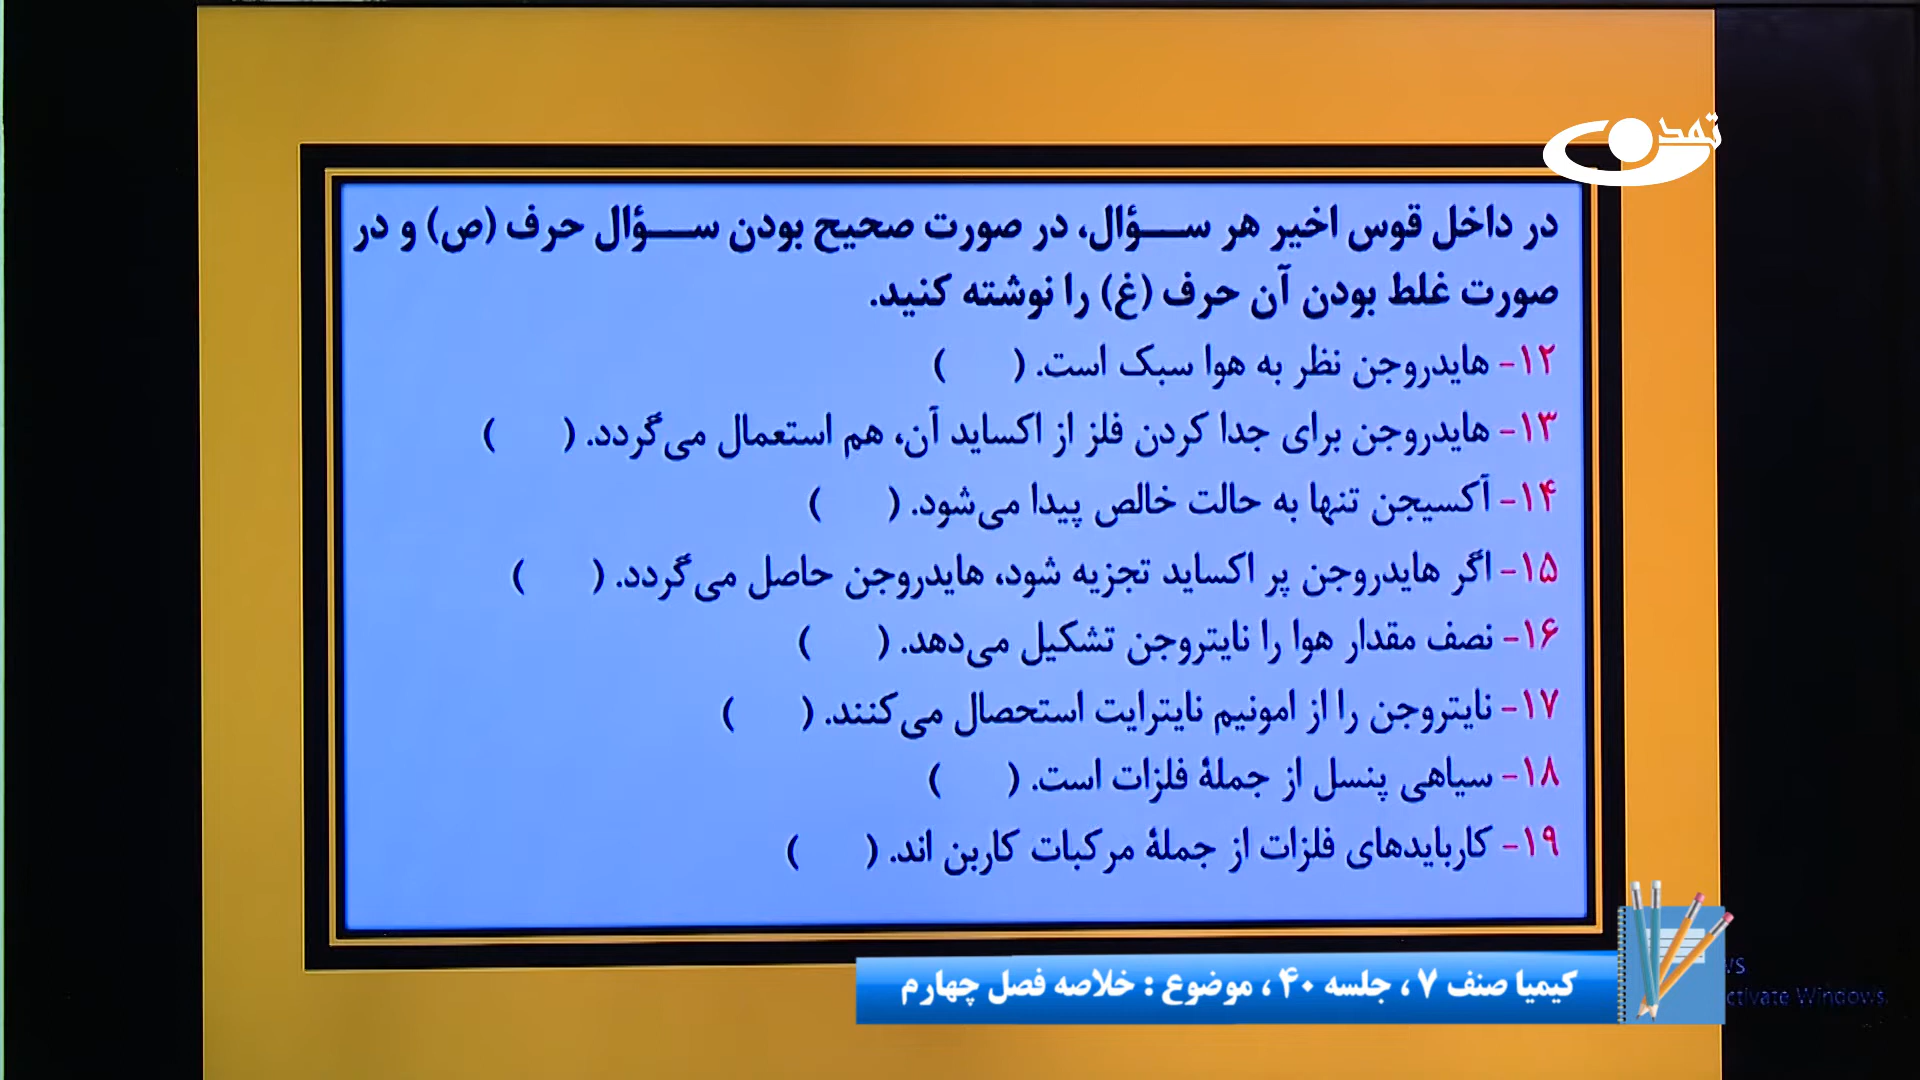 تمدن
در داخل قوس اخیر هر ســـؤال، در صورت صحیح بودن ســـؤال حرف (ص) و در
صورت غلط بودن آن حرف (غ) را نوشته کنید.
۱۲- هایدروجن نظر به هوا سبک است. (     )
۱۳- هایدروجن برای جدا کردن فلز از اکساید آن، هم استعمال می‌گردد. (     )
۱۴- آکسیجن تنها به حالت خالص پیدا می‌شود. (     )
۱۵- اگر هایدروجن پر اکساید تجزیه شود، هایدروجن حاصل می‌گردد. (     )
۱۶- نصف مقدار هوا را نایتروجن تشکیل می‌دهد. (     )
۱۷- نایتروجن را از امونیم نایترایت استحصال می‌کنند. (     )
۱۸- سیاهی پنسل از جملهٔ فلزات است. (     )
۱۹- کاربایدهای فلزات از جملهٔ مرکبات کاربن اند. (     )
کیمیا صنف ۷ ، جلسه ۴۰ ، موضوع : خلاصه فصل چهارم
ctivate Windows.